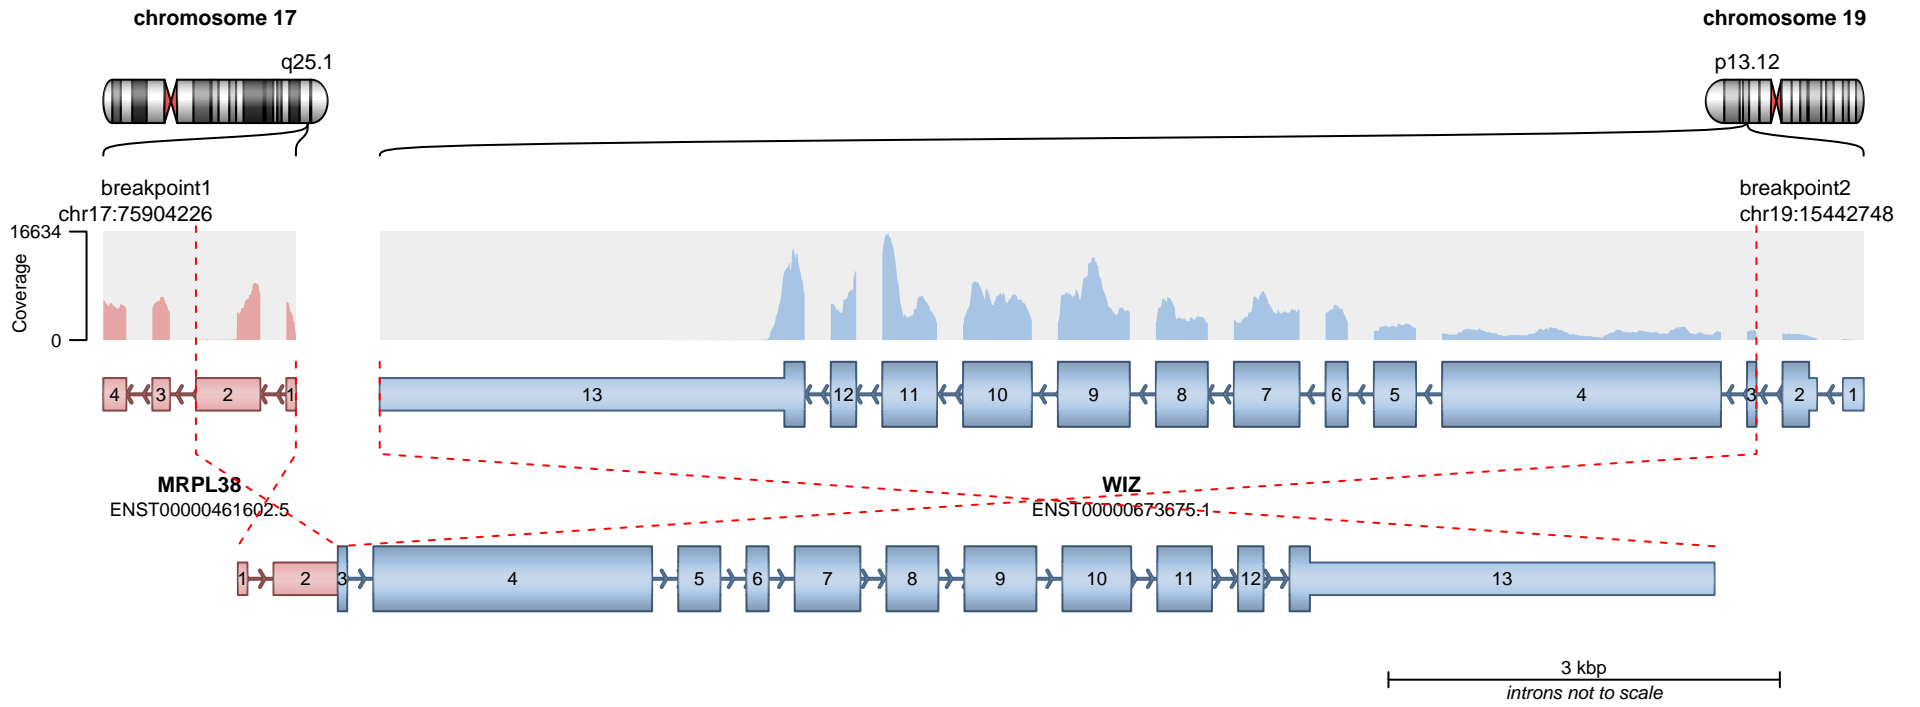 chromosome 17
chromosome 19
q25.1
p13.12
breakpoint1
chr17:75904226
breakpoint2
chr19:15442748
16634
Coverage
0
4 3 2 1
13 12 11 10 9 8 7 6 5 4 3 2 1
MRPL38
ENST00000461602.5
WIZ
ENST00000673675.1
1 2 3 4 5 6 7 8 9 10 11 12 13
3 kbp
introns not to scale